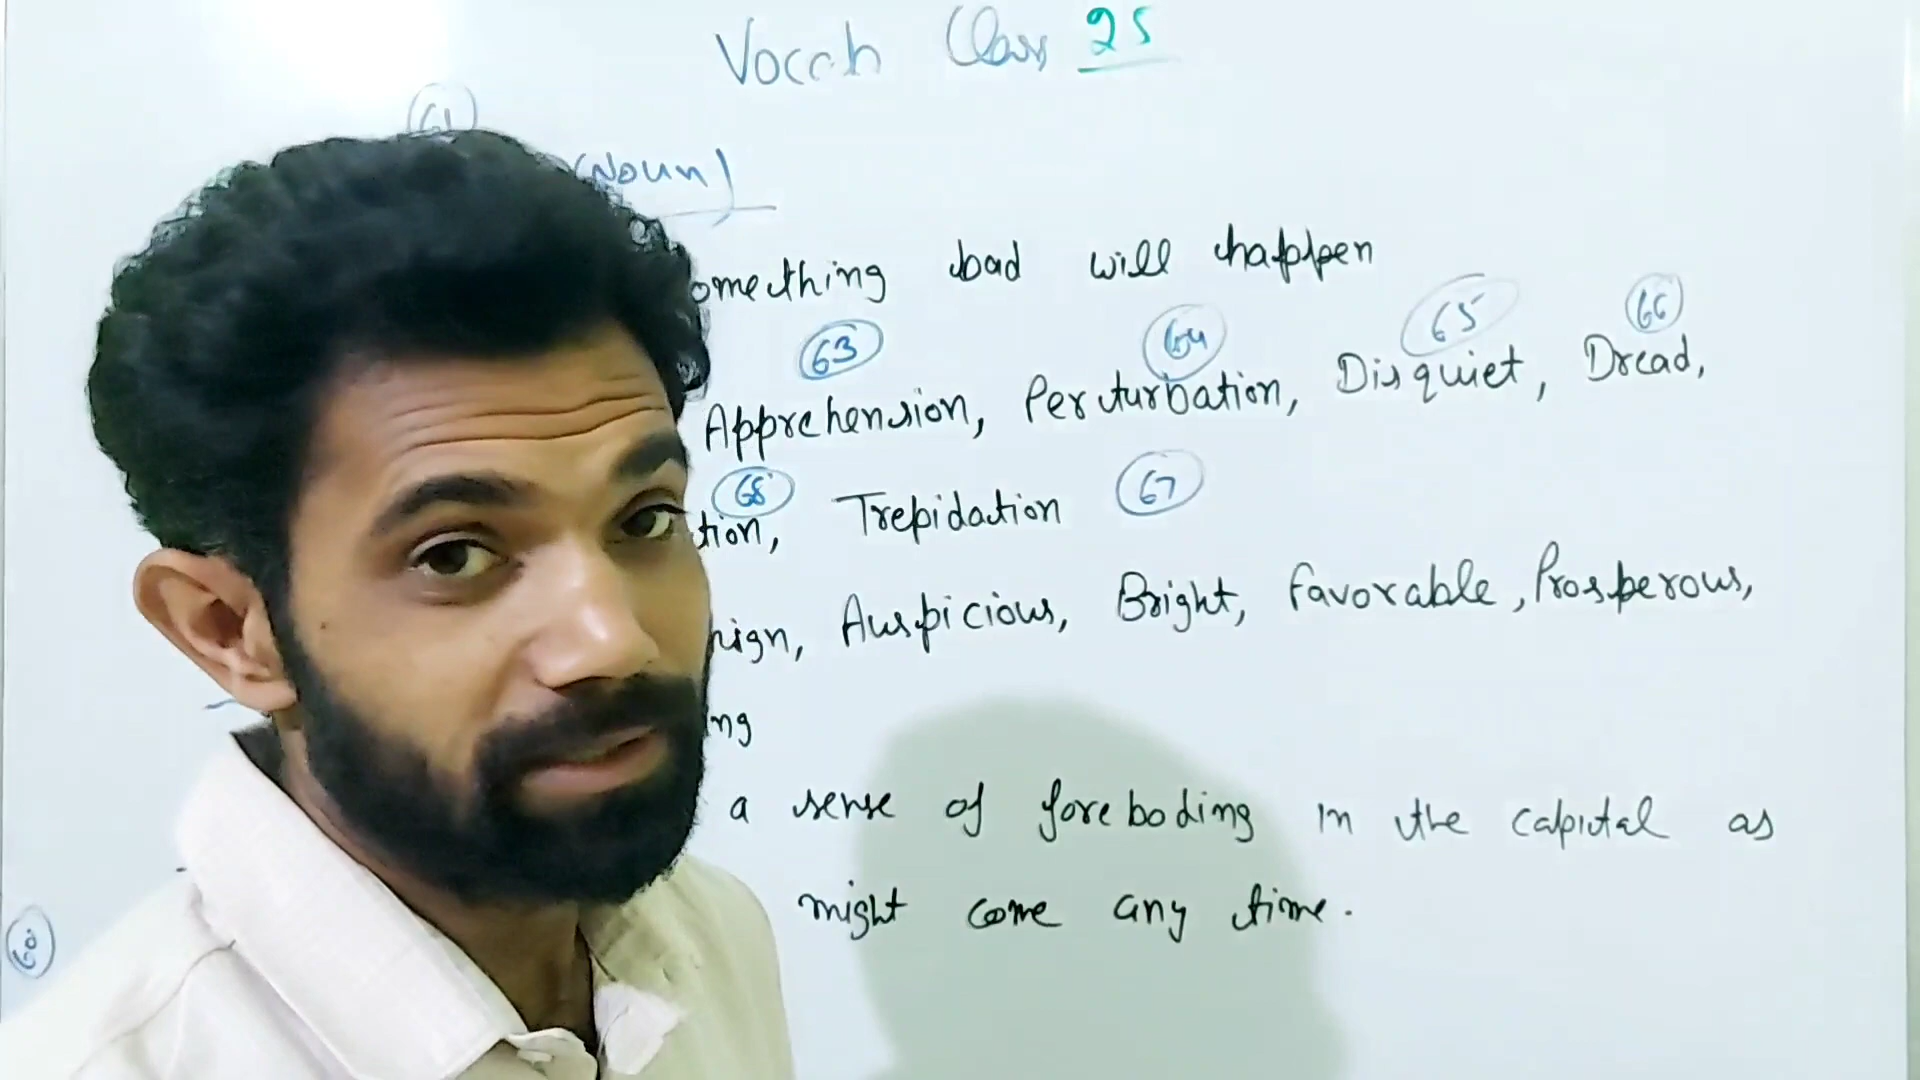 Vocab Class 25
61
(Noun)
omething bad will happen
63 64 65 66
Apprehension, Perturbation, Disquiet, Dread,
68 67
tion, Trepidation
nign, Auspicious, Bright, Favorable, Prosperous,
ng
a sense of foreboding in the capital as
might come any time.
60